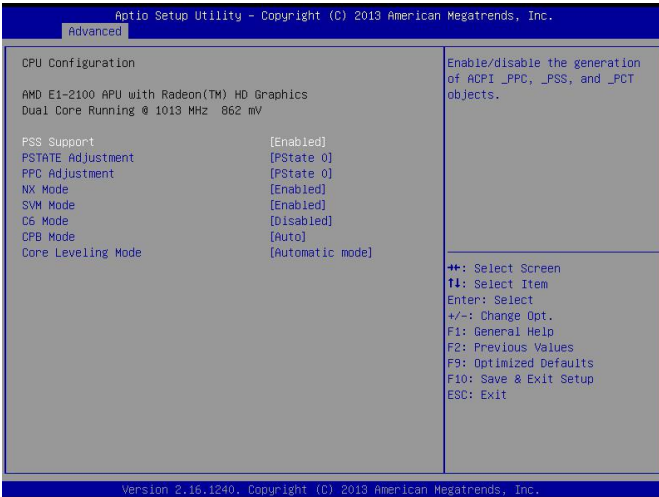 Aptio Setup Utility – Copyright (C) 2013 American Megatrends, Inc.
Advanced
CPU Configuration
AMD E1-2100 APU with Radeon(TM) HD Graphics
Dual Core Running @ 1013 MHz 862 mV
PSS Support [Enabled]
PSTATE Adjustment [PState 0]
PPC Adjustment [PState 0]
NX Mode [Enabled]
SVM Mode [Enabled]
C6 Mode [Disabled]
CPB Mode [Auto]
Core Leveling Mode [Automatic mode]
Enable/disable the generation
of ACPI _PPC, _PSS, and _PCT
objects.
→←: Select Screen
↑↓: Select Item
Enter: Select
+/-: Change Opt.
F1: General Help
F2: Previous Values
F9: Optimized Defaults
F10: Save & Exit Setup
ESC: Exit
Version 2.16.1240. Copyright (C) 2013 American Megatrends, Inc.